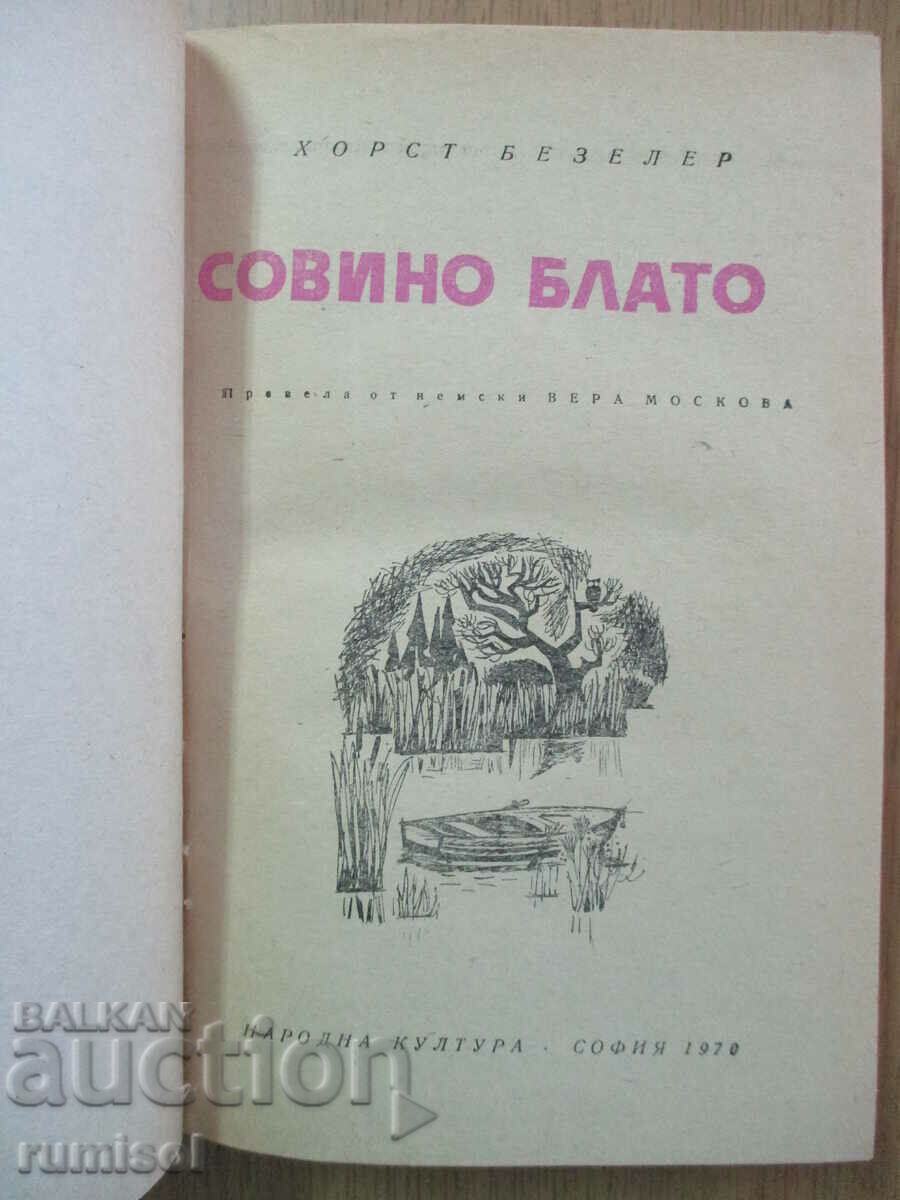 ХОРСТ БЕЗЕЛЕР
СОВИНО БЛАТО
Превела от немски ВЕРА МОСКОВА
НАРОДНА КУЛТУРА · СОФИЯ 1970
BALKAN
auction
rumisol